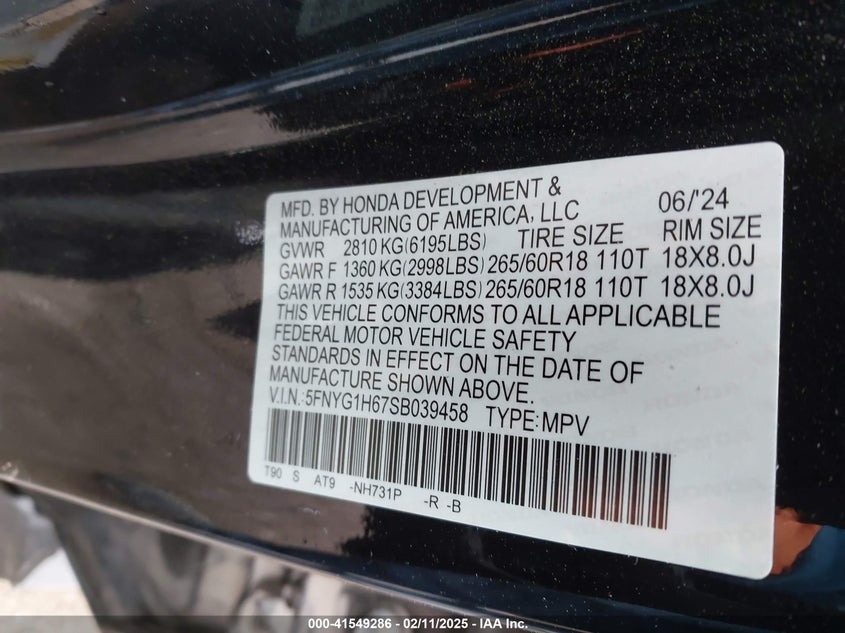 MFD. BY HONDA DEVELOPMENT & 06/'24
MANUFACTURING OF AMERICA, LLC
GVWR 2810 KG(6195LBS) TIRE SIZE RIM SIZE
GAWR F 1360 KG(2998LBS) 265/60R18 110T 18X8.0J
GAWR R 1535 KG(3384LBS) 265/60R18 110T 18X8.0J
THIS VEHICLE CONFORMS TO ALL APPLICABLE
FEDERAL MOTOR VEHICLE SAFETY
STANDARDS IN EFFECT ON THE DATE OF
MANUFACTURE SHOWN ABOVE.
V.I.N.:5FNYG1H67SB039458 TYPE:MPV
T90 S AT9 -NH731P -R -B
000-41549286 - 02/11/2025 - IAA Inc.